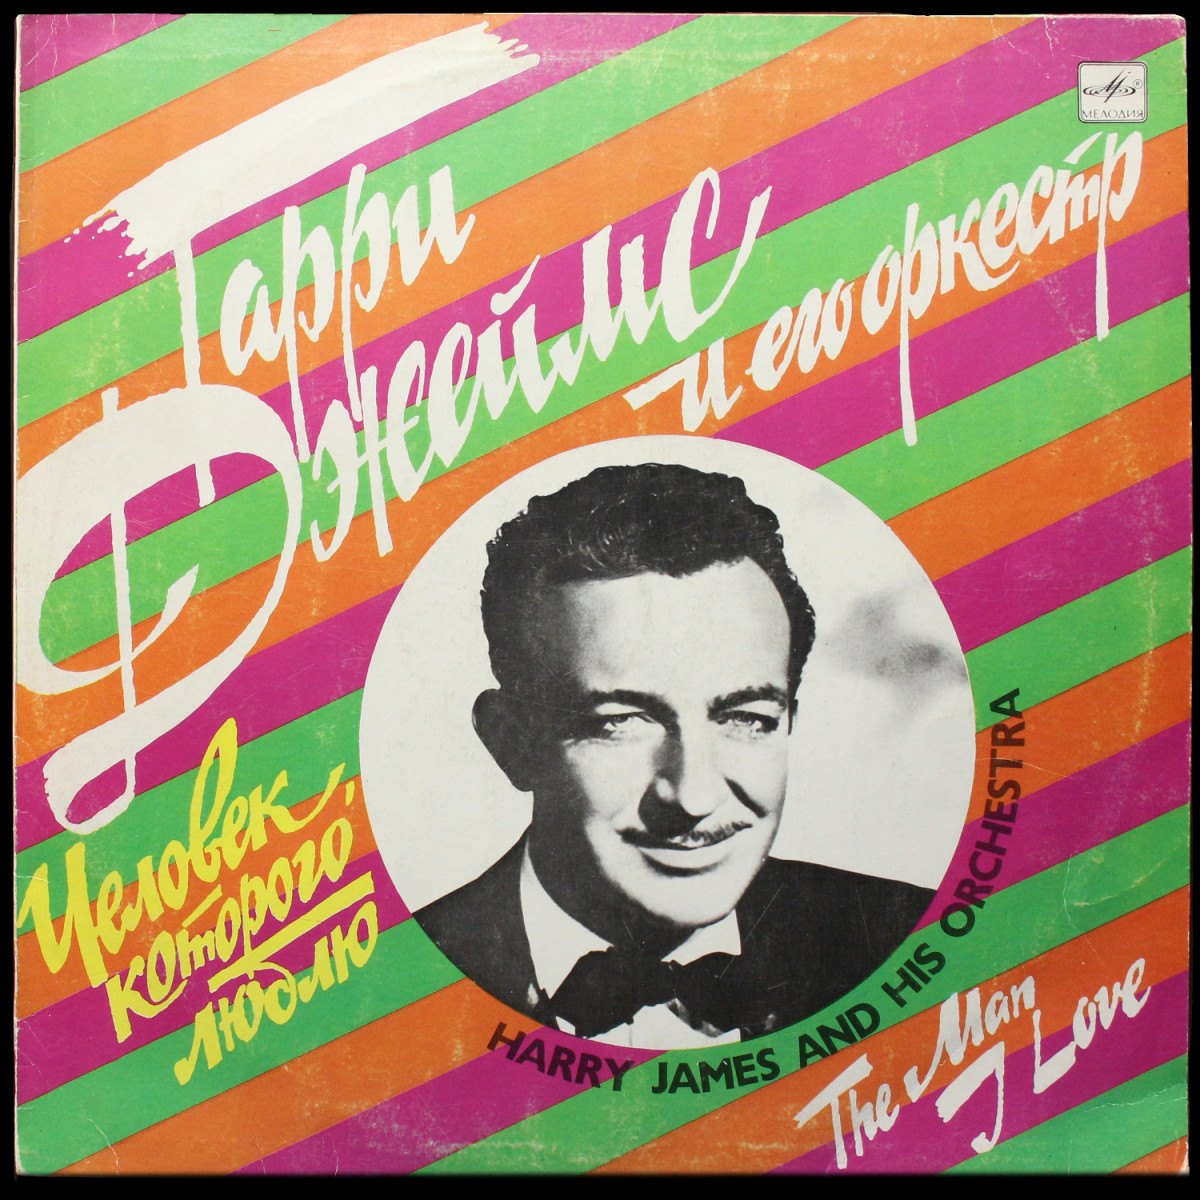 МЕЛОДИЯ
Гарри
Джеймс
и его оркестр
Человек,
которого
люблю
HARRY JAMES AND HIS ORCHESTRA
The Man
I Love